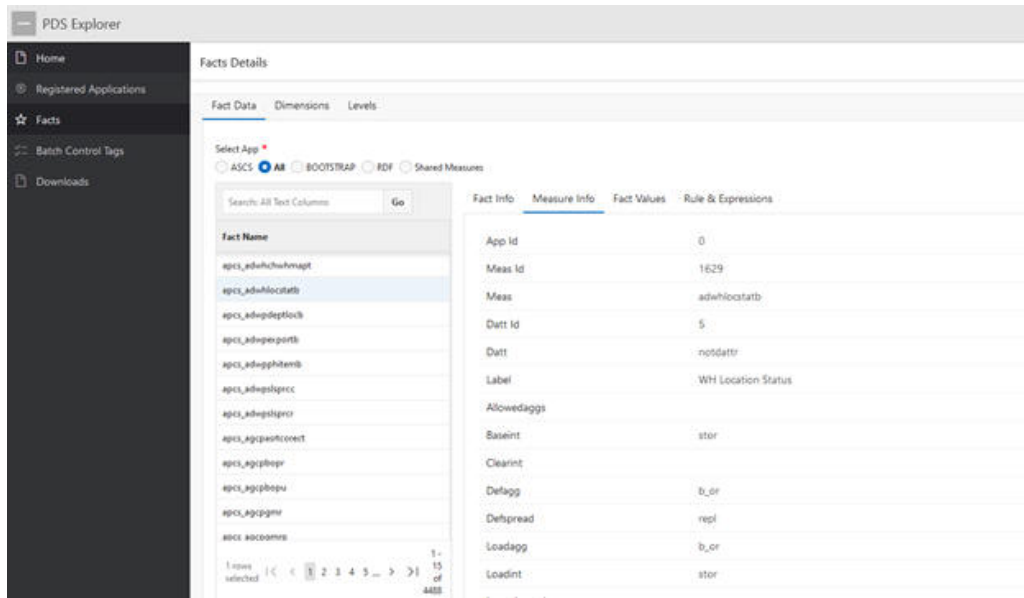 PDS Explorer
Home
Registered Applications
Facts
Batch Control Tags
Downloads
Facts Details
Fact Data Dimensions Levels
Select App *
ASCS All BOOTSTRAP RDF Shared Measures
Search: All Text Columns Go
Fact Name
apcs_adwhchwhmapt
apcs_adwhlocstatb
apcs_adwpdeptlocb
apcs_adwpexportb
apcs_adwpphitemb
apcs_adwpslsprcc
apcs_adwpslsprcr
apcs_agcpbopr
apcs_agcpbopu
apcs_agcpgmr
1 rows selected
1 2 3 4 5 ...
1 - 15 of 4488
Fact Info Measure Info Fact Values Rule & Expressions
App Id 0
Meas Id 1629
Meas adwhlocstatb
Datt Id 5
Datt notdattr
Label WH Location Status
Allowedaggs
Baseint stor
Clearint
Defagg b_or
Defspread repl
Loadagg b_or
Loadint stor